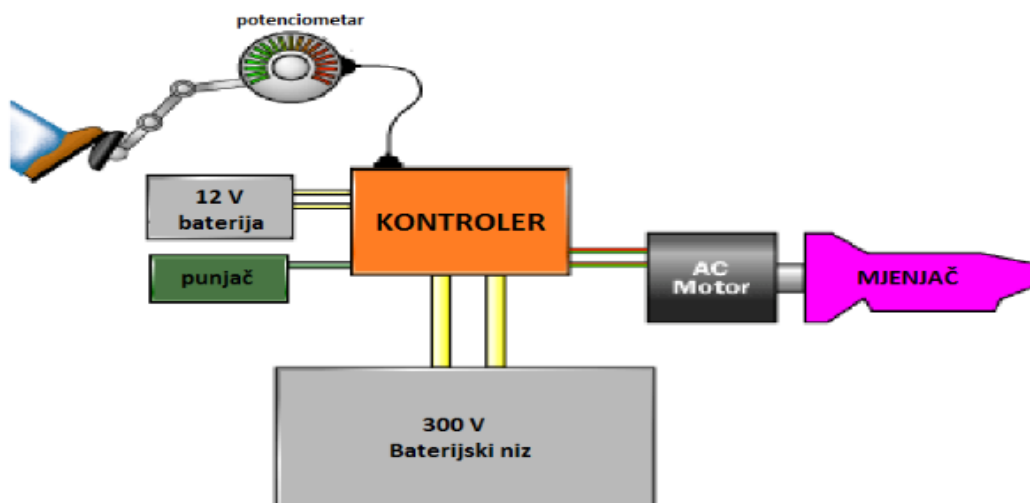 potenciometar
12 V
baterija
KONTROLER
punjač
AC
Motor
MJENJAČ
300 V
Baterijski niz